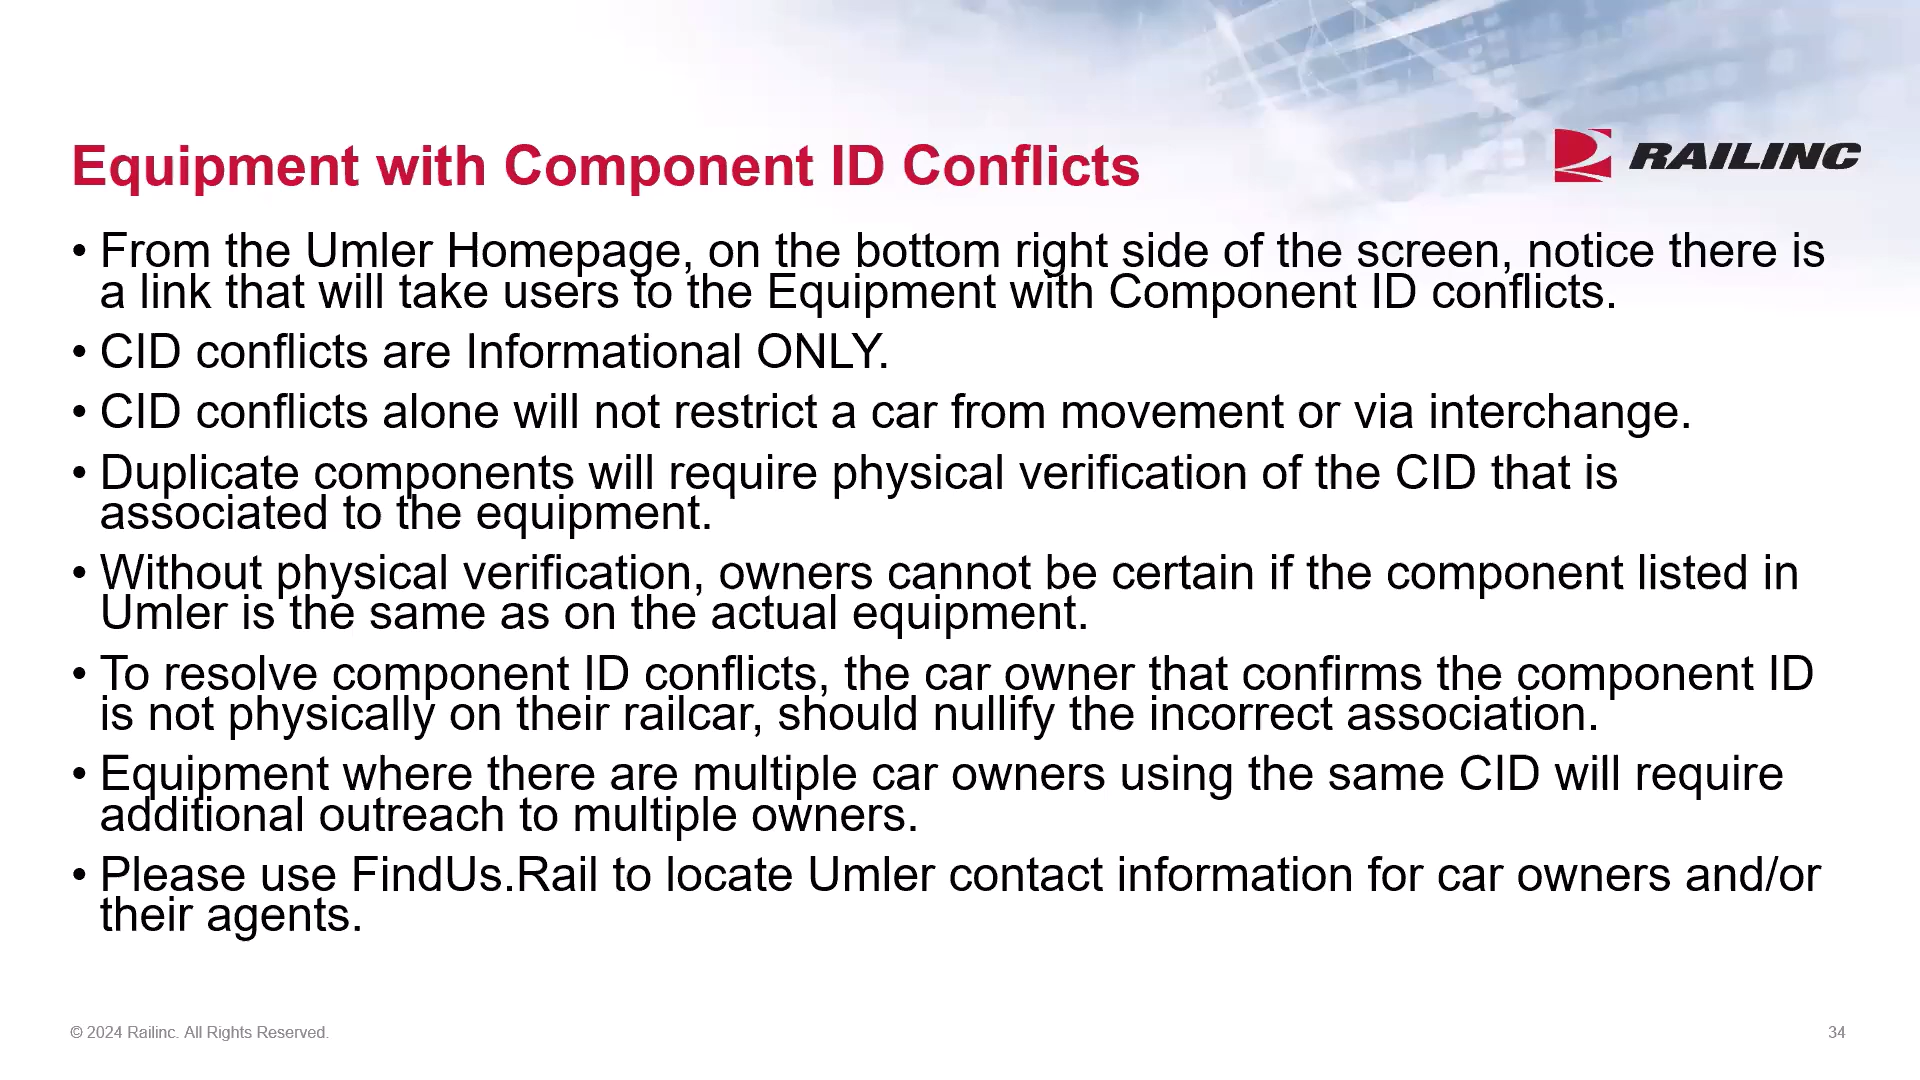 Equipment with Component ID Conflicts
RAILINC
• From the Umler Homepage, on the bottom right side of the screen, notice there is
a link that will take users to the Equipment with Component ID conflicts.
• CID conflicts are Informational ONLY.
• CID conflicts alone will not restrict a car from movement or via interchange.
• Duplicate components will require physical verification of the CID that is
associated to the equipment.
• Without physical verification, owners cannot be certain if the component listed in
Umler is the same as on the actual equipment.
• To resolve component ID conflicts, the car owner that confirms the component ID
is not physically on their railcar, should nullify the incorrect association.
• Equipment where there are multiple car owners using the same CID will require
additional outreach to multiple owners.
• Please use FindUs.Rail to locate Umler contact information for car owners and/or
their agents.
© 2024 Railinc. All Rights Reserved.
34